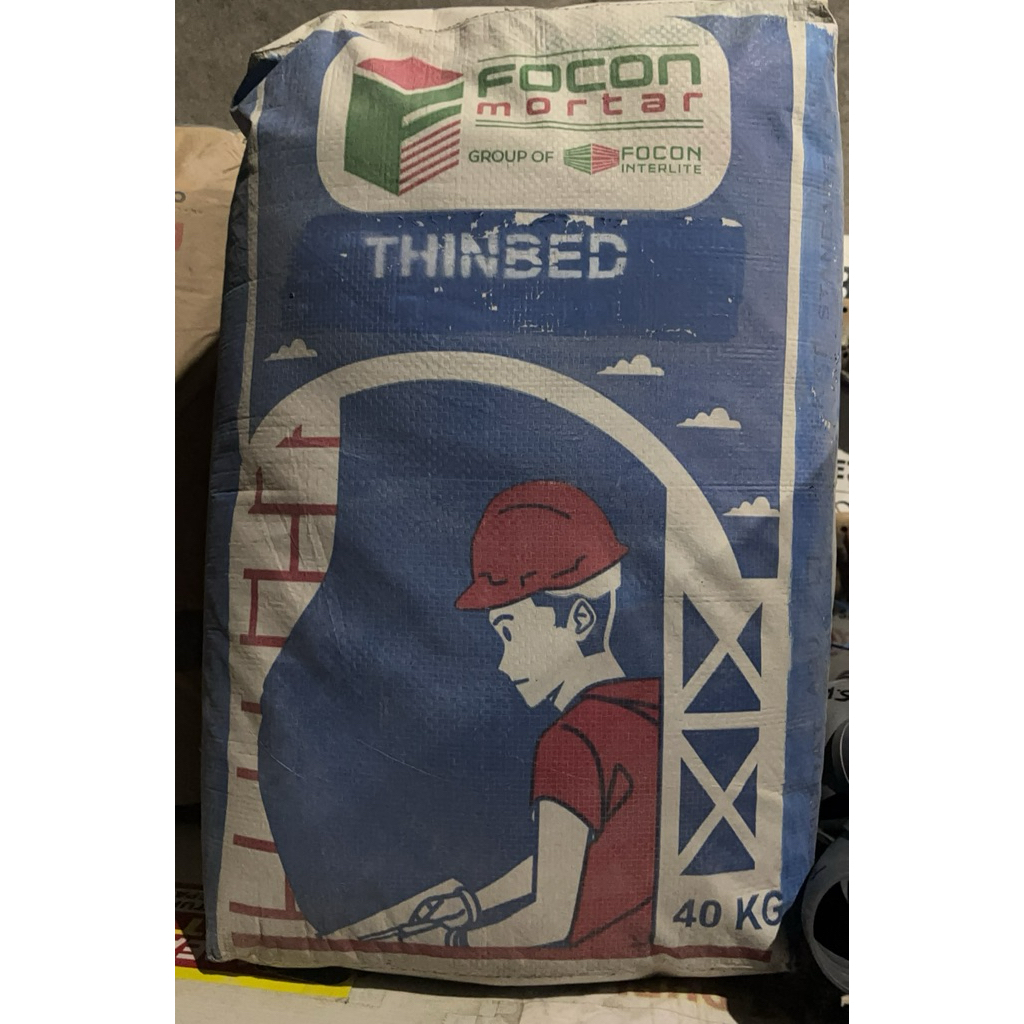 FOCON
mortar
GROUP OF FOCON
INTERLITE
THINBED
40 KG